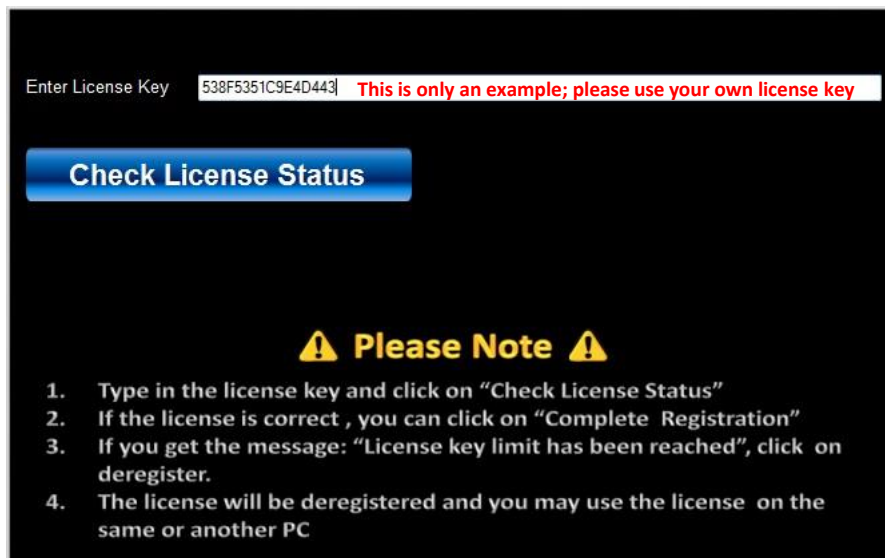 Enter License Key 538F5351C9E4D443 This is only an example; please use your own license key
Check License Status
Please Note
1. Type in the license key and click on “Check License Status”
2. If the license is correct , you can click on “Complete Registration”
3. If you get the message: “License key limit has been reached”, click on
deregister.
4. The license will be deregistered and you may use the license on the
same or another PC